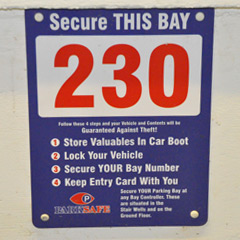 Secure THIS BAY
230
Follow these 4 steps and your Vehicle and Contents will be
Guaranteed Against Theft!
1 Store Valuables In Car Boot
2 Lock Your Vehicle
3 Secure YOUR Bay Number
4 Keep Entry Card With You
P
PARKSAFE
Secure YOUR Parking Bay at
any Bay Controller. These
are situated in the
Stair Wells and on the
Ground Floor.